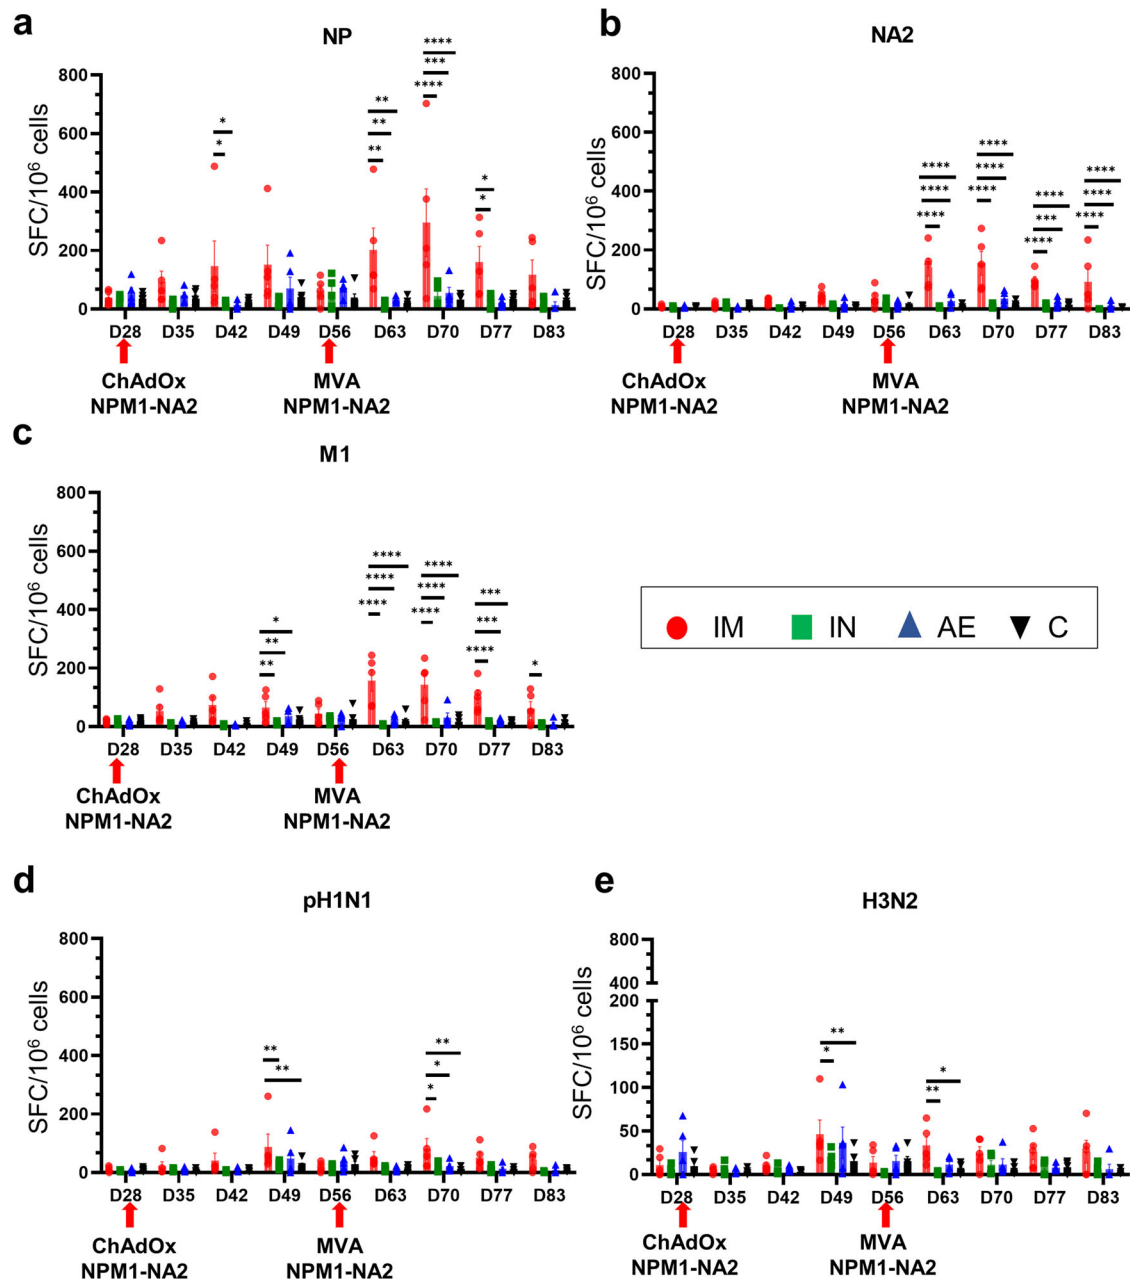 a
NP
SFC/10⁶ cells
800
600
400
200
0
* *
** ** **
**** *** ****
* *
D28 D35 D42 D49 D56 D63 D70 D77 D83
ChAdOx
NPM1-NA2
MVA
NPM1-NA2
b
NA2
SFC/10⁶ cells
800
600
400
200
0
**** **** ****
**** **** ****
**** *** ****
**** **** ****
D28 D35 D42 D49 D56 D63 D70 D77 D83
ChAdOx
NPM1-NA2
MVA
NPM1-NA2
c
M1
SFC/10⁶ cells
800
600
400
200
0
* ** **
**** **** ****
**** **** ****
*** *** ****
*
D28 D35 D42 D49 D56 D63 D70 D77 D83
ChAdOx
NPM1-NA2
MVA
NPM1-NA2
IM IN AE C
d
pH1N1
SFC/10⁶ cells
800
600
400
200
0
** **
** * *
D28 D35 D42 D49 D56 D63 D70 D77 D83
ChAdOx
NPM1-NA2
MVA
NPM1-NA2
e
H3N2
SFC/10⁶ cells
800
400
200
150
100
50
0
** *
* **
D28 D35 D42 D49 D56 D63 D70 D77 D83
ChAdOx
NPM1-NA2
MVA
NPM1-NA2